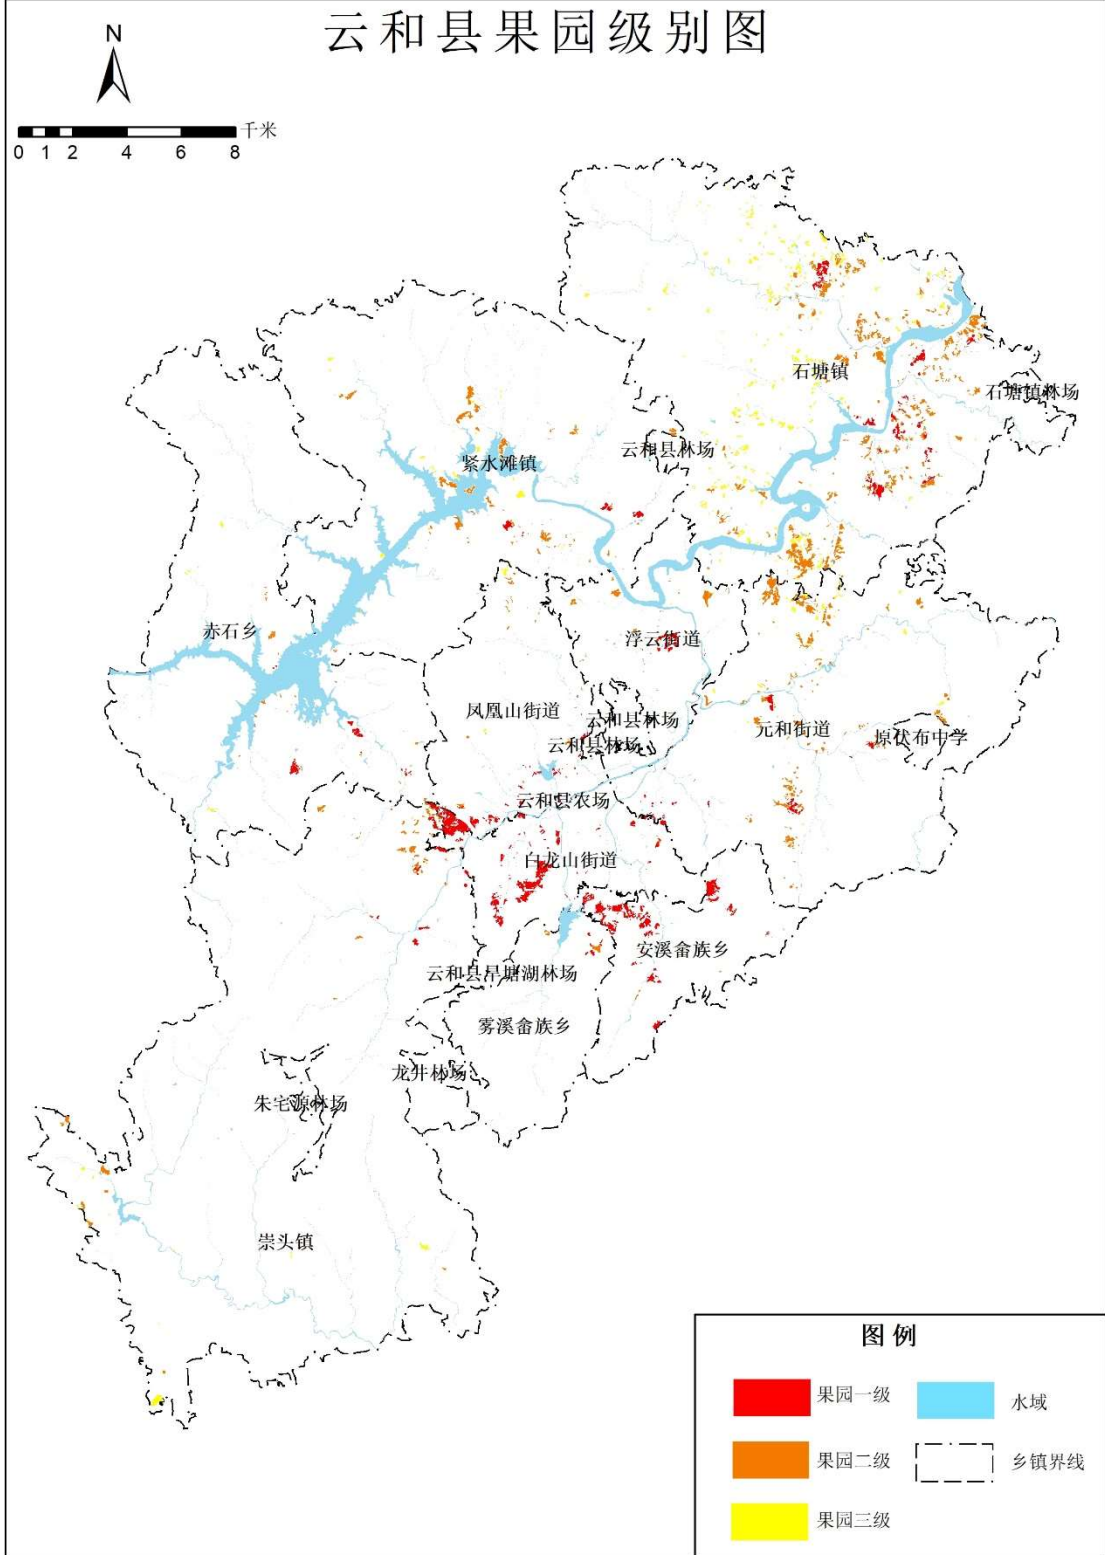 云和县果园级别图
N
千米
0 1 2 4 6 8
石塘镇
石塘镇林场
云和县林场
紧水滩镇
赤石乡
浮云街道
凤凰山街道
云和县林场
元和街道
原伏布中学
云和县林场
云和县农场
白龙山街道
安溪畲族乡
云和县旱塘湖林场
雾溪畲族乡
龙井林场
朱宅源林场
崇头镇
图例
果园一级
水域
果园二级
乡镇界线
果园三级